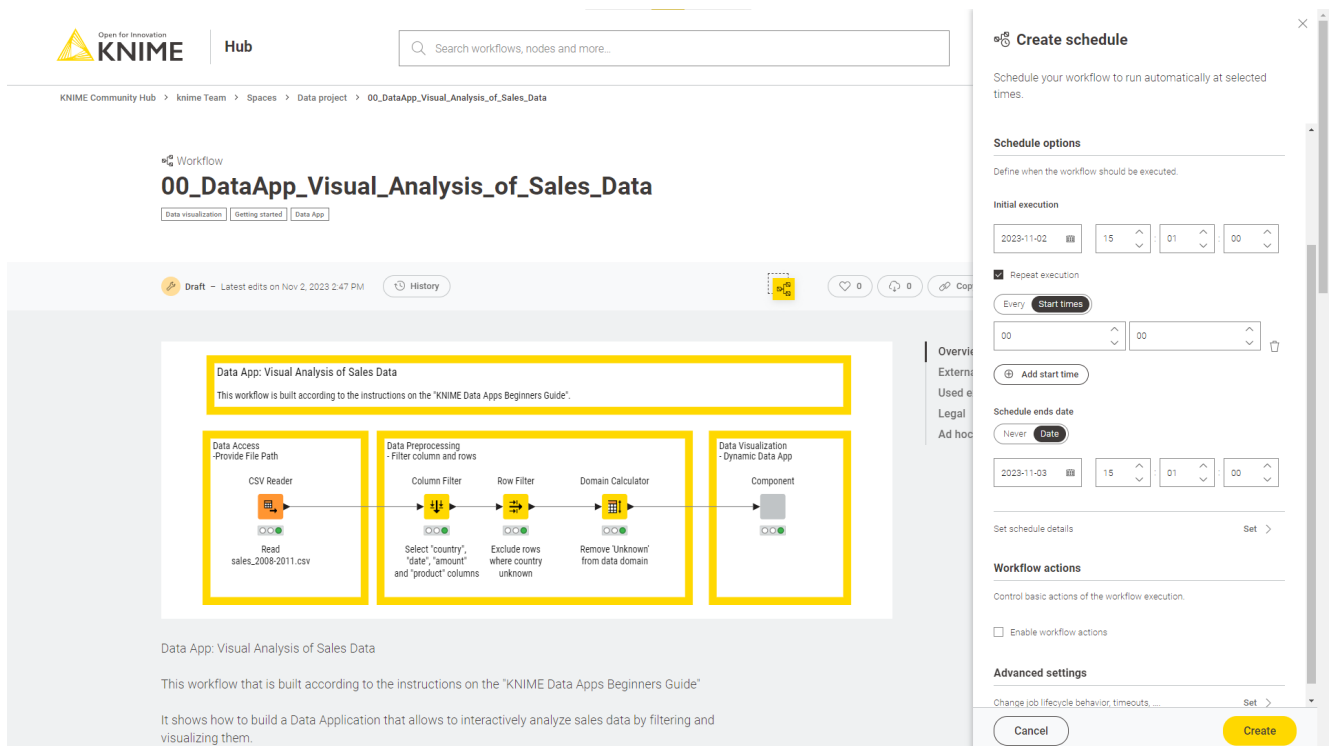 Open for Innovation
KNIME
Hub
Search workflows, nodes and more...
KNIME Community Hub > knime Team > Spaces > Data project > 00_DataApp_Visual_Analysis_of_Sales_Data
Workflow
00_DataApp_Visual_Analysis_of_Sales_Data
Data visualization
Getting started
Data App
Draft – Latest edits on Nov 2, 2023 2:47 PM
History
0
0
Cop
Data App: Visual Analysis of Sales Data
This workflow is built according to the instructions on the "KNIME Data Apps Beginners Guide".
Data Access
-Provide File Path
CSV Reader
Read
sales_2008-2011.csv
Data Preprocessing
- Filter column and rows
Column Filter
Select "country",
"date", "amount"
and "product" columns
Row Filter
Exclude rows
where country
unknown
Domain Calculator
Remove 'Unknown'
from data domain
Data Visualization
- Dynamic Data App
Component
Overvie
Externa
Used e
Legal
Ad hoc
Data App: Visual Analysis of Sales Data
This workflow that is built according to the instructions on the "KNIME Data Apps Beginners Guide"
It shows how to build a Data Application that allows to interactively analyze sales data by filtering and
visualizing them.
Create schedule
Schedule your workflow to run automatically at selected
times.
Schedule options
Define when the workflow should be executed.
Initial execution
2023-11-02 15 : 01 : 00
Repeat execution
Every Start times
00 00
Add start time
Schedule ends date
Never Date
2023-11-03 15 : 01 : 00
Set schedule details Set >
Workflow actions
Control basic actions of the workflow execution.
Enable workflow actions
Advanced settings
Change job lifecycle behavior, timeouts, .... Set >
Cancel
Create